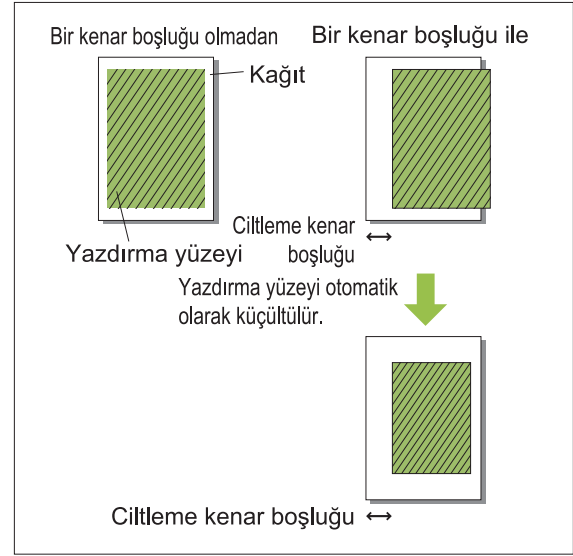 Bir kenar boşluğu olmadan
Bir kenar boşluğu ile
Kağıt
Yazdırma yüzeyi
Ciltleme kenar
boşluğu
Yazdırma yüzeyi otomatik
olarak küçültülür.
Ciltleme kenar boşluğu